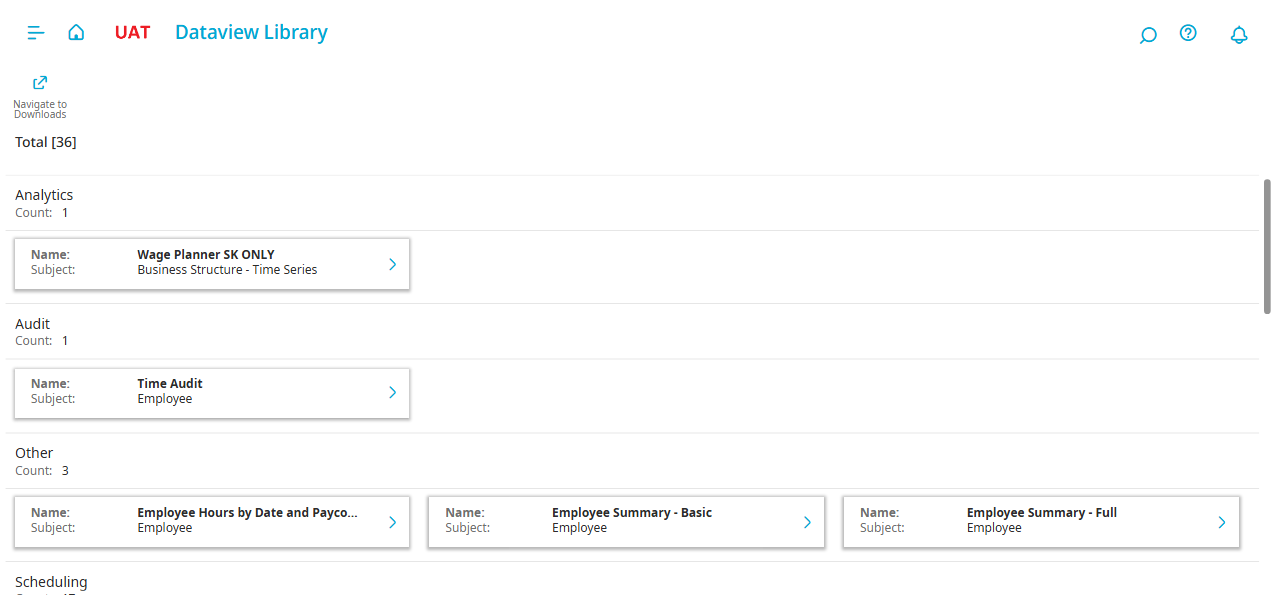 UAT Dataview Library
Navigate to
Downloads
Total [36]
Analytics
Count: 1
Name: Wage Planner SK ONLY
Subject: Business Structure - Time Series
Audit
Count: 1
Name: Time Audit
Subject: Employee
Other
Count: 3
Name: Employee Hours by Date and Payco...
Subject: Employee
Name: Employee Summary - Basic
Subject: Employee
Name: Employee Summary - Full
Subject: Employee
Scheduling